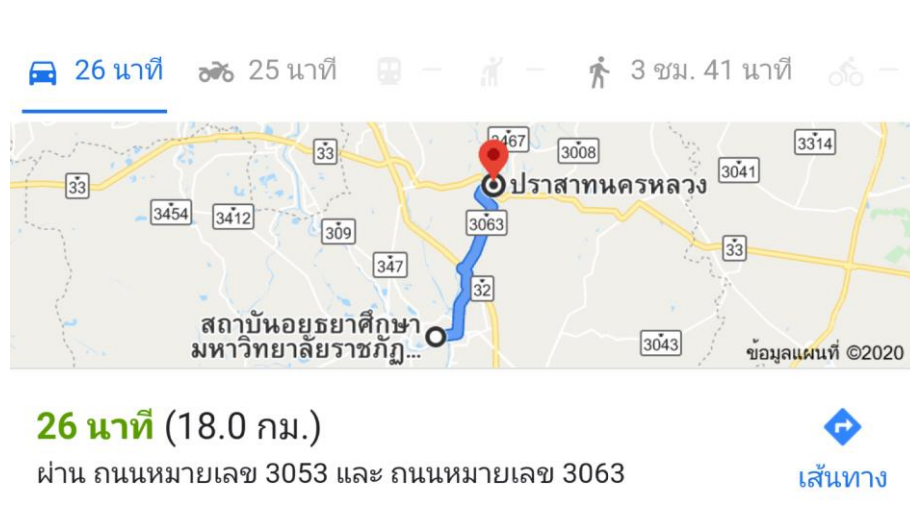 26 นาที 25 นาที — — 3 ชม. 41 นาที —
3467
33 3008 3314
ปราสาทนครหลวง 3041
33
3454 3412 309 3063
33
347
32
สถาบันอยุธยาศึกษา
มหาวิทยาลัยราชภัฏ...
3043 ข้อมูลแผนที่ ©2020
26 นาที (18.0 กม.)
ผ่าน ถนนหมายเลข 3053 และ ถนนหมายเลข 3063
เส้นทาง